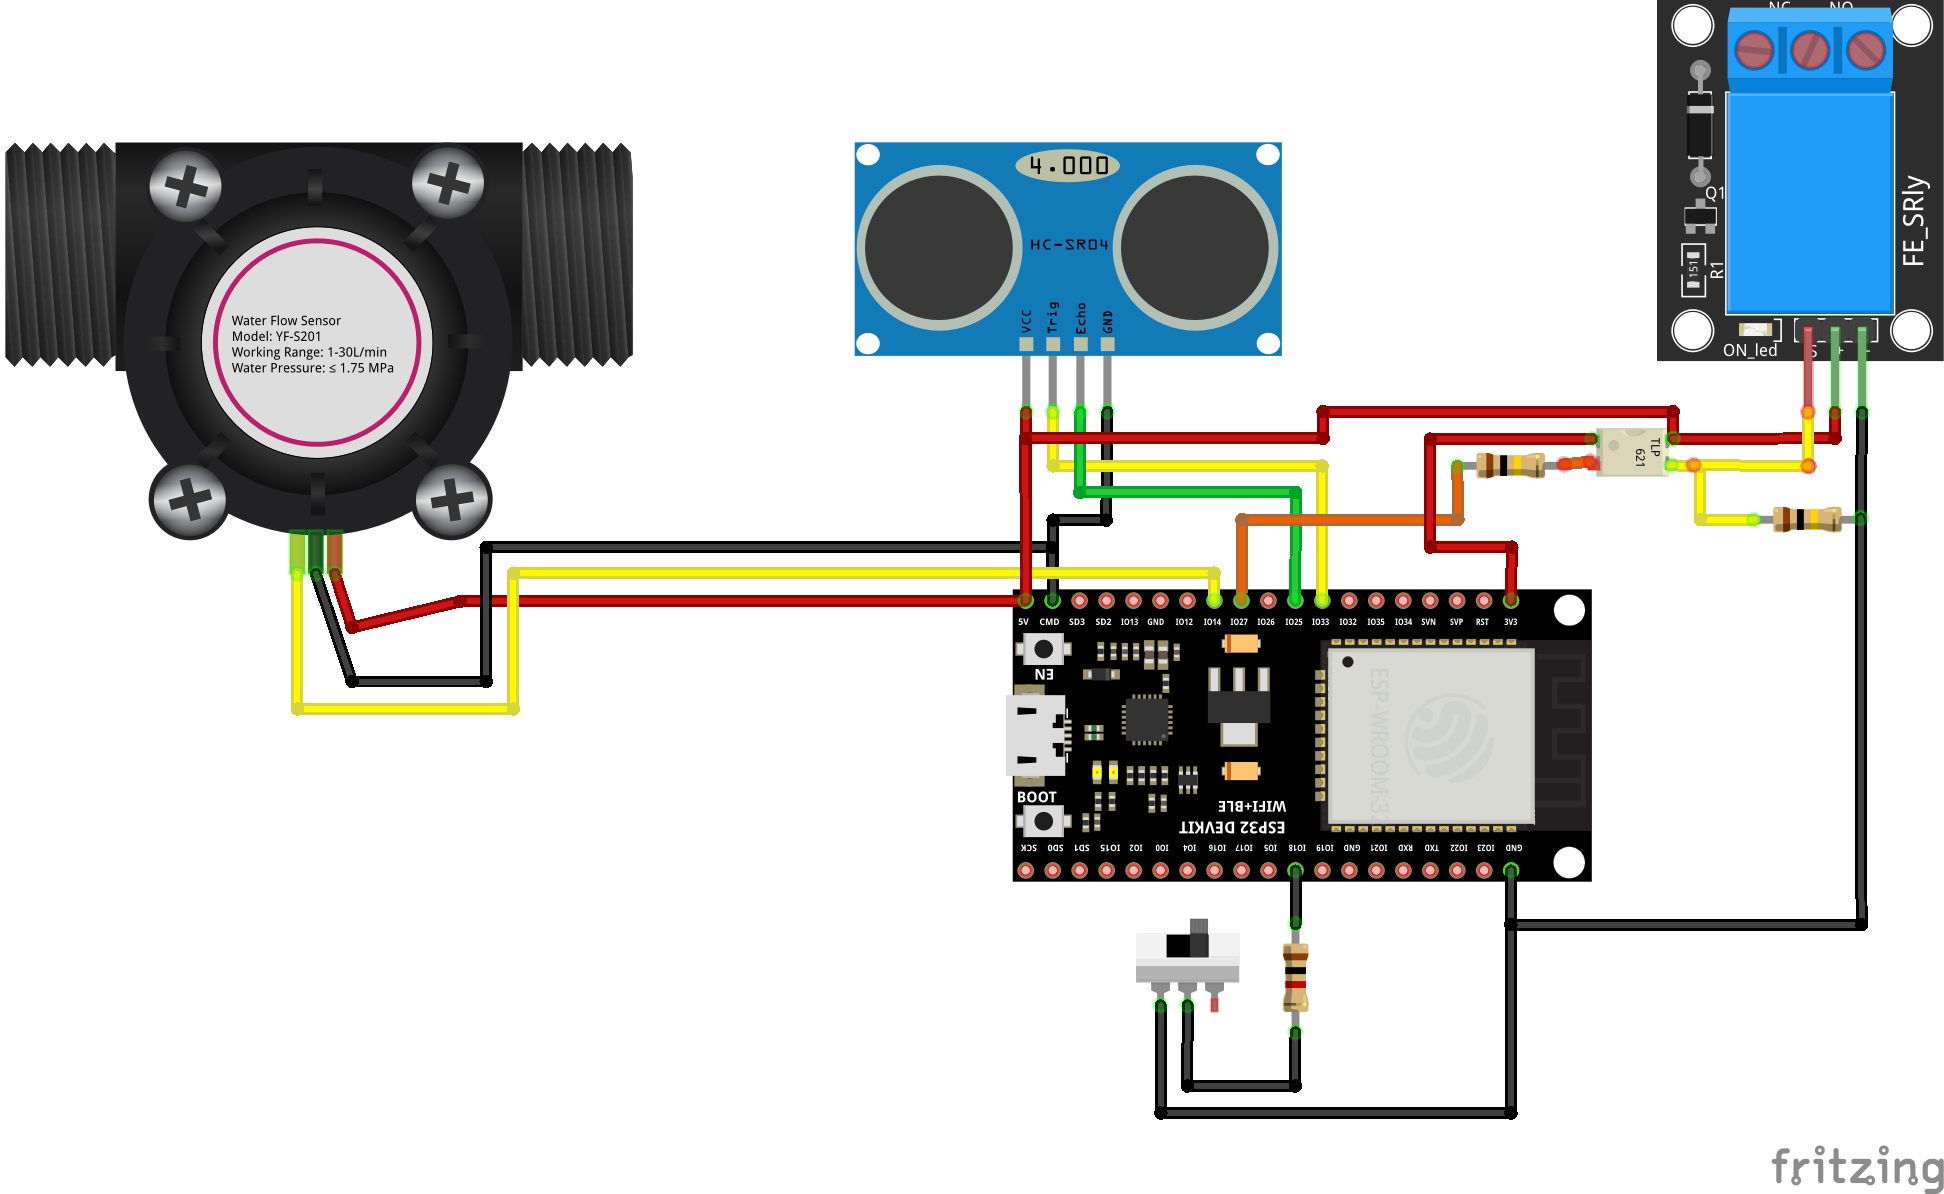 NC NO
Q1
151
R1
FE_SRly
ON_led
S + -
4.000
HC-SR04
VCC Trig Echo GND
Water Flow Sensor
Model: YF-S201
Working Range: 1-30L/min
Water Pressure: ≤ 1.75 MPa
TLP
621
5V CMD SD3 SD2 IO13 GND IO12 IO14 IO27 IO26 IO25 IO33 IO32 IO35 IO34 SVN SVP RST 3V3
EN
ESP-WROOM-32
BOOT
WIFI+BLE
ESP32 DEVKIT
SCK SD0 SD1 IO15 IO2 IO0 IO4 IO16 IO17 IO5 IO18 IO19 GND IO21 RXD TXD IO22 IO23 GND
fritzing